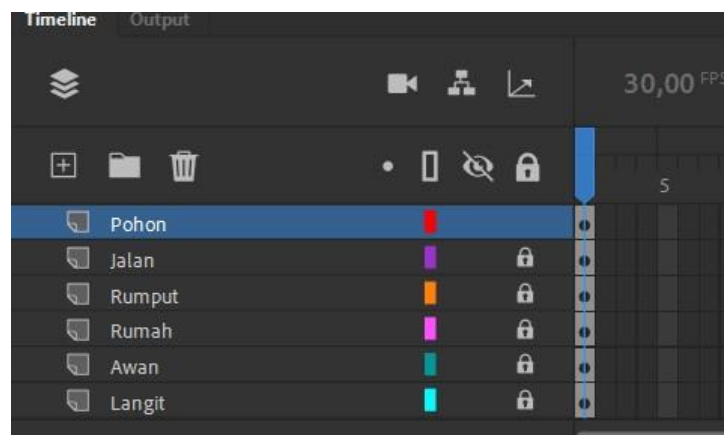 Timeline Output
30,00 FPS
5
Pohon
Jalan
Rumput
Rumah
Awan
Langit